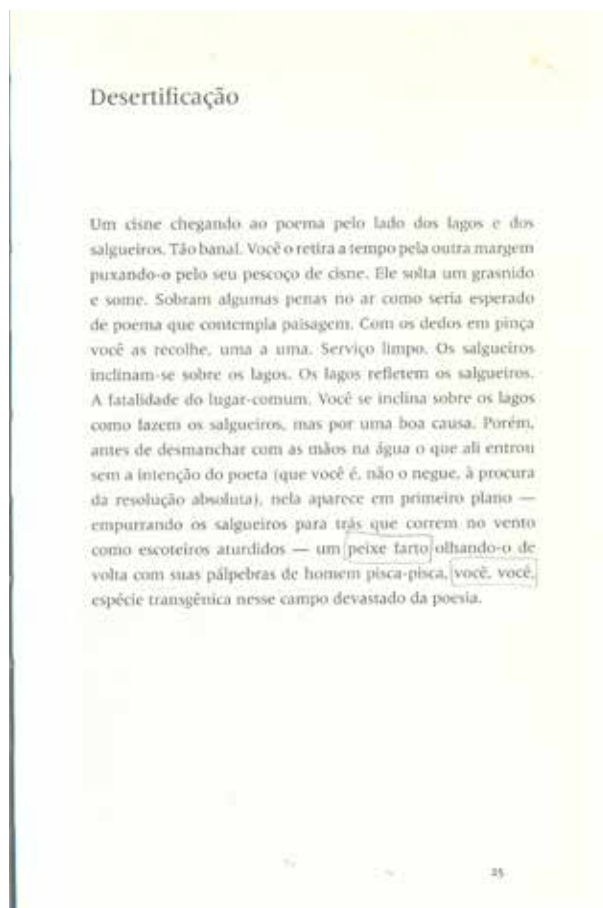 Desertificação
Um cisne chegando ao poema pelo lado dos lagos e dos
salgueiros. Tão banal. Você o retira a tempo pela outra margem
puxando-o pelo seu pescoço de cisne. Ele solta um grasnido
e some. Sobram algumas penas no ar como seria esperado
de poema que contempla paisagem. Com os dedos em pinça
você as recolhe, uma a uma. Serviço limpo. Os salgueiros
inclinam-se sobre os lagos. Os lagos refletem os salgueiros.
A fatalidade do lugar-comum. Você se inclina sobre os lagos
como fazem os salgueiros, mas por uma boa causa. Porém,
antes de desmanchar com as mãos na água o que ali entrou
sem a intenção do poeta (que você é, não o negue, à procura
da resolução absoluta), nela aparece em primeiro plano —
empurrando os salgueiros para trás que correm no vento
como escoteiros aturdidos — um peixe farto olhando-o de
volta com suas pálpebras de homem pisca-pisca, você, você,
espécie transgênica nesse campo devastado da poesia.
25